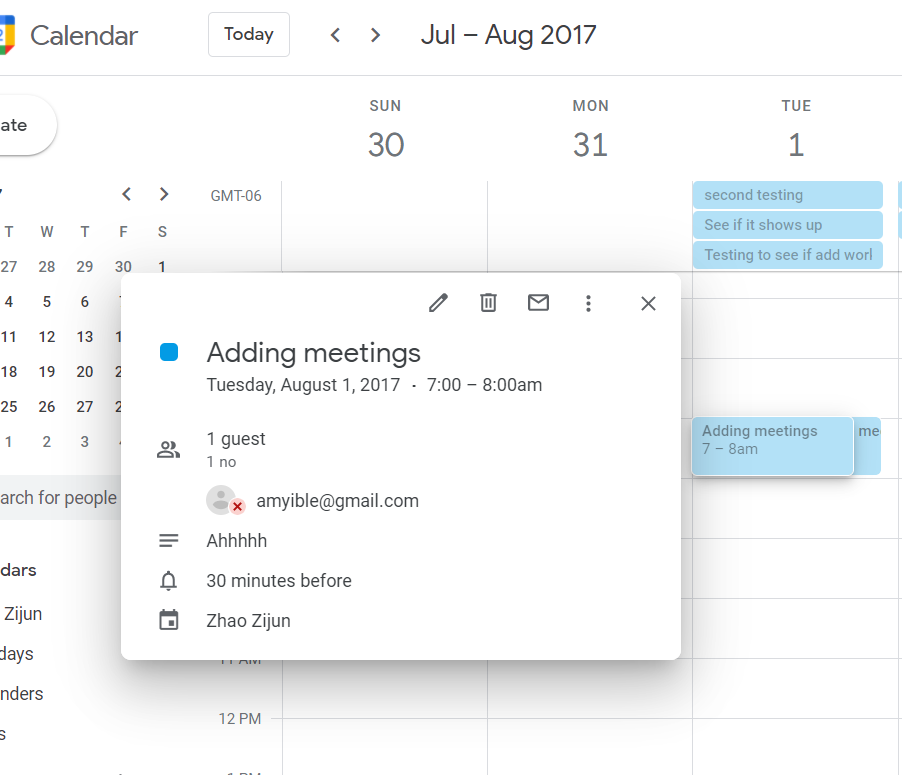 Calendar
Today
Jul – Aug 2017
ate
SUN
MON
TUE
30
31
1
GMT-06
T W T F S
27 28 29 30 1
4 5 6
11 12 13
18 19 20
25 26 27
1 2 3
second testing
See if it shows up
Testing to see if add worl
Adding meetings
Tuesday, August 1, 2017 · 7:00 – 8:00am
1 guest
1 no
amyible@gmail.com
Ahhhhh
30 minutes before
Zhao Zijun
Adding meetings
7 – 8am
me
arch for people
dars
Zijun
days
nders
s
11 AM
12 PM
1 PM